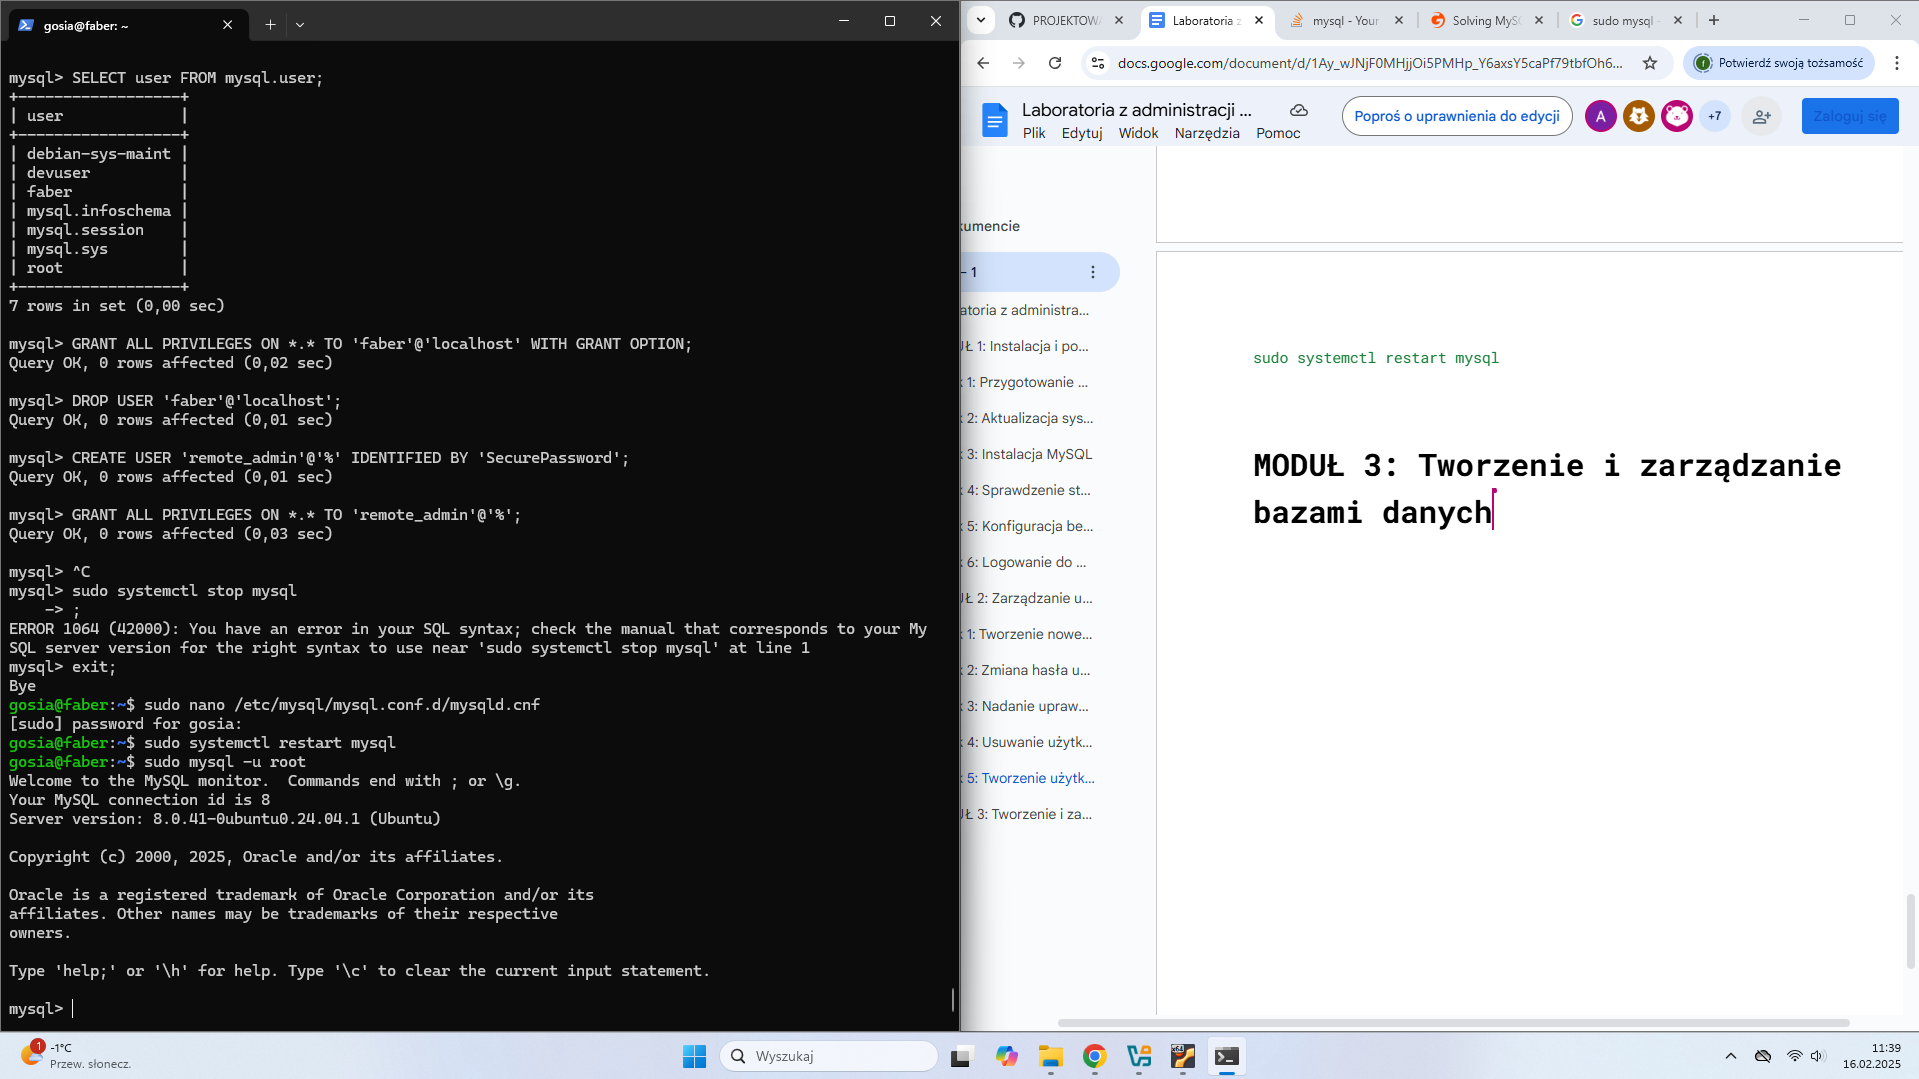 gosia@faber: ~
mysql> SELECT user FROM mysql.user;
+------------------+
| user             |
+------------------+
| debian-sys-maint |
| devuser          |
| faber            |
| mysql.infoschema |
| mysql.session    |
| mysql.sys        |
| root             |
+------------------+
7 rows in set (0,00 sec)
mysql> GRANT ALL PRIVILEGES ON *.* TO 'faber'@'localhost' WITH GRANT OPTION;
Query OK, 0 rows affected (0,02 sec)
mysql> DROP USER 'faber'@'localhost';
Query OK, 0 rows affected (0,01 sec)
mysql> CREATE USER 'remote_admin'@'%' IDENTIFIED BY 'SecurePassword';
Query OK, 0 rows affected (0,01 sec)
mysql> GRANT ALL PRIVILEGES ON *.* TO 'remote_admin'@'%';
Query OK, 0 rows affected (0,03 sec)
mysql> ^C
mysql> sudo systemctl stop mysql
    -> ;
ERROR 1064 (42000): You have an error in your SQL syntax; check the manual that corresponds to your My
SQL server version for the right syntax to use near 'sudo systemctl stop mysql' at line 1
mysql> exit;
Bye
gosia@faber:~$ sudo nano /etc/mysql/mysql.conf.d/mysqld.cnf
[sudo] password for gosia:
gosia@faber:~$ sudo systemctl restart mysql
gosia@faber:~$ sudo mysql -u root
Welcome to the MySQL monitor.  Commands end with ; or \g.
Your MySQL connection id is 8
Server version: 8.0.41-0ubuntu0.24.04.1 (Ubuntu)
Copyright (c) 2000, 2025, Oracle and/or its affiliates.
Oracle is a registered trademark of Oracle Corporation and/or its
affiliates. Other names may be trademarks of their respective
owners.
Type 'help;' or '\h' for help. Type '\c' to clear the current input statement.
mysql>
PROJEKTOWA
Laboratoria z
mysql - Your
Solving MyS
sudo mysql -
docs.google.com/document/d/1Ay_wJNjF0MHjjOi5PMHp_Y6axsY5caPf79tbfOh6...
Potwierdź swoją tożsamość
Laboratoria z administracji ...
Plik Edytuj Widok Narzędzia Pomoc
Poproś o uprawnienia do edycji
A
+7
Zaloguj się
kumencie
– 1
atoria z administra...
UŁ 1: Instalacja i po...
k 1: Przygotowanie ...
k 2: Aktualizacja sys...
k 3: Instalacja MySQL
k 4: Sprawdzenie st...
k 5: Konfiguracja be...
k 6: Logowanie do ...
UŁ 2: Zarządzanie u...
k 1: Tworzenie nowe...
k 2: Zmiana hasła u...
k 3: Nadanie upraw...
k 4: Usuwanie użytk...
k 5: Tworzenie użytk...
UŁ 3: Tworzenie i za...
sudo systemctl restart mysql
MODUŁ 3: Tworzenie i zarządzanie
bazami danych
1
-1°C
Przew. słonecz.
Wyszukaj
11:39
16.02.2025